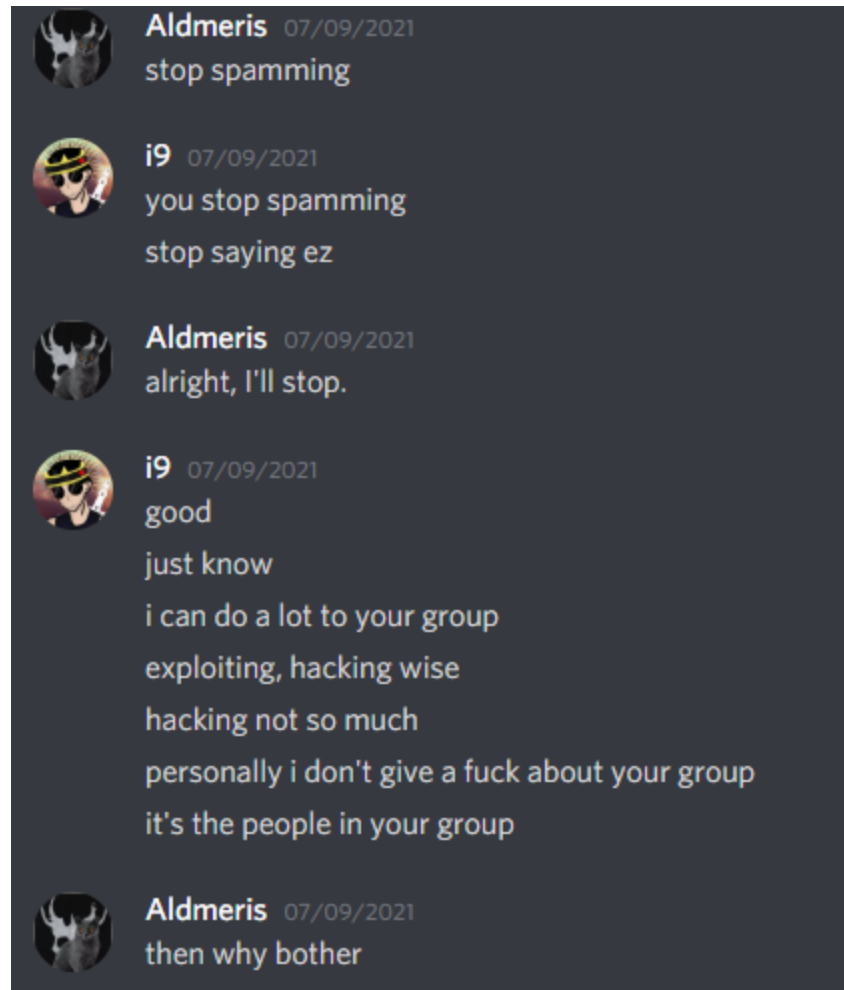 Aldmeris 07/09/2021
stop spamming
i9 07/09/2021
you stop spamming
stop saying ez
Aldmeris 07/09/2021
alright, I'll stop.
i9 07/09/2021
good
just know
i can do a lot to your group
exploiting, hacking wise
hacking not so much
personally i don't give a fuck about your group
it's the people in your group
Aldmeris 07/09/2021
then why bother